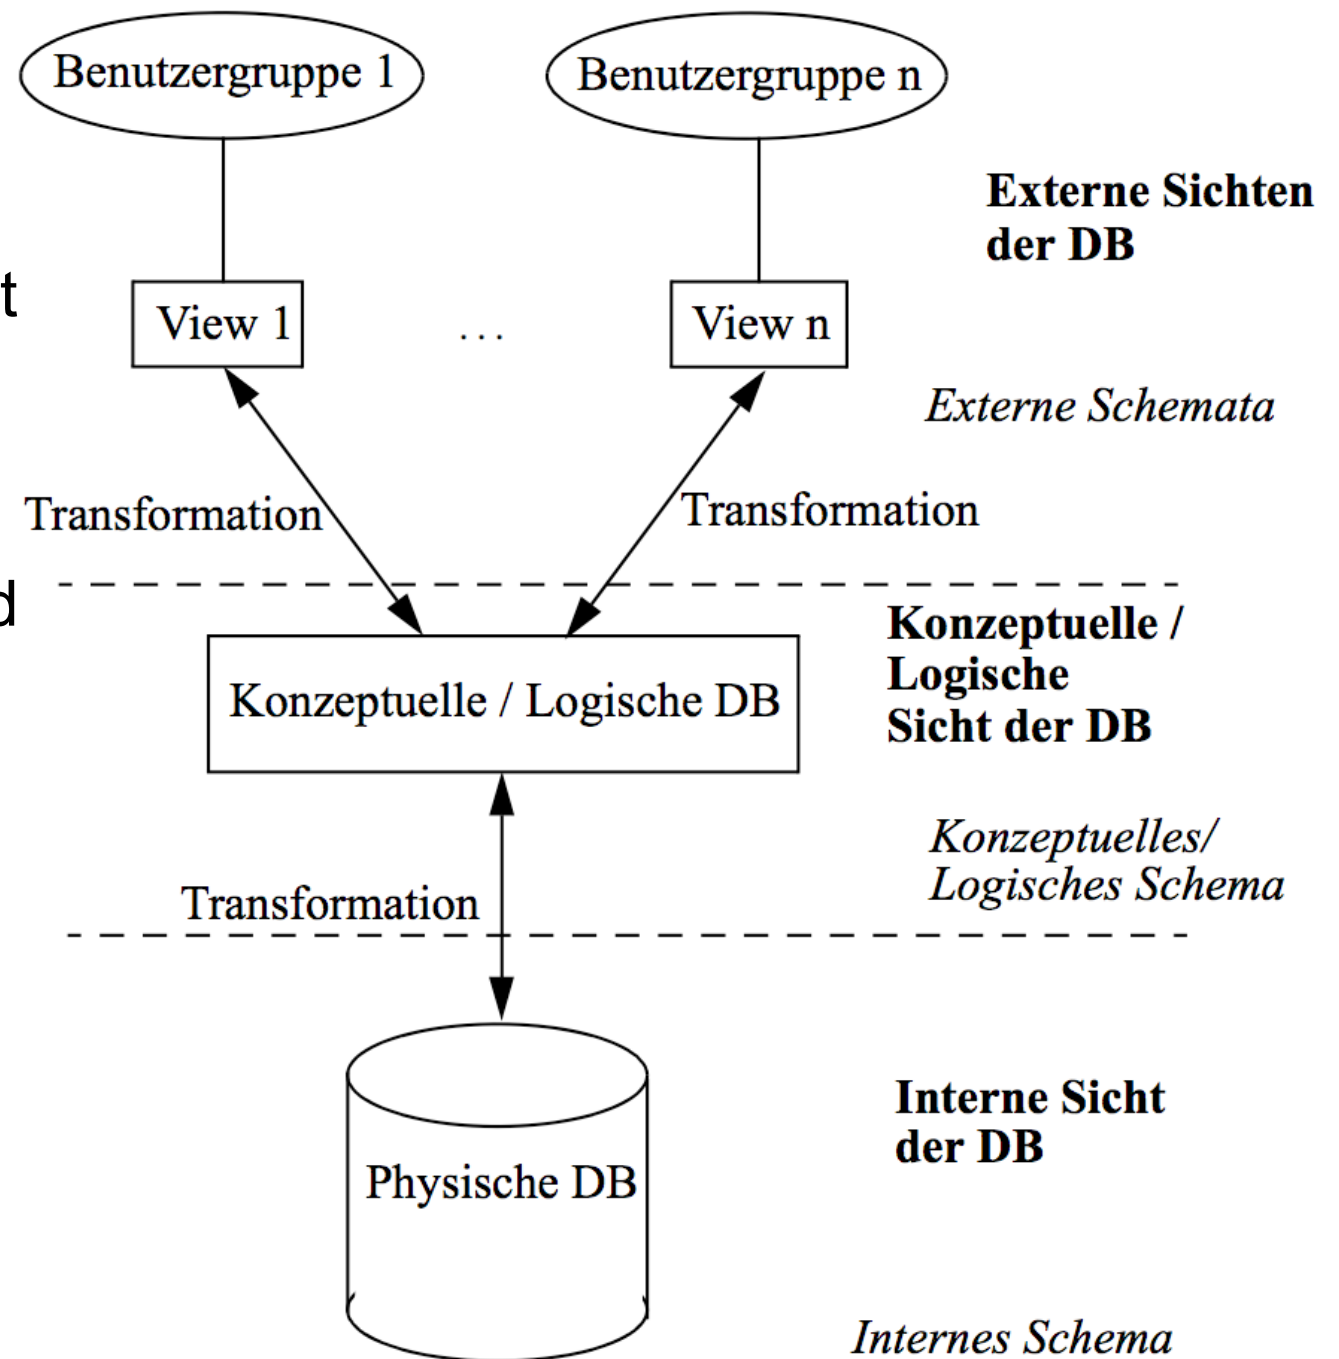 Benutzergruppe 1
Benutzergruppe n
Externe Sichten
der DB
t
View 1
...
View n
Externe Schemata
Transformation
Transformation
d
Konzeptuelle /
Logische
Sicht der DB
Konzeptuelle / Logische DB
Konzeptuelles/
Logisches Schema
Transformation
Interne Sicht
der DB
Physische DB
Internes Schema